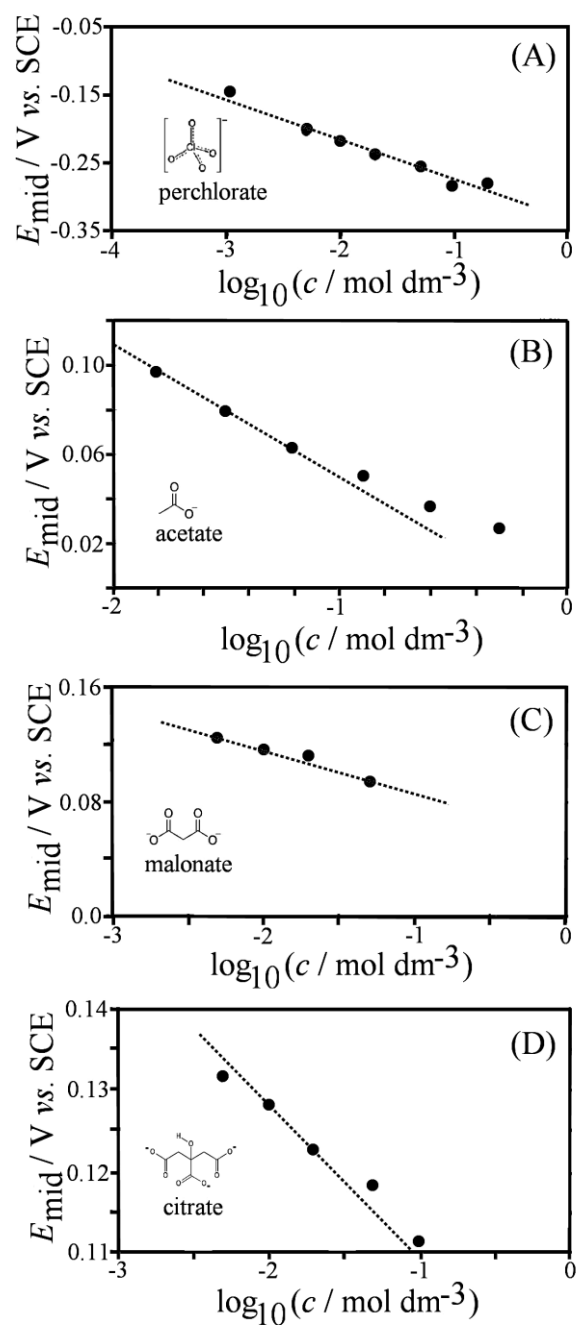 (A)
-0.05
-0.15
-0.25
-0.35
E_mid / V vs. SCE
[ClO₄]⁻
O
O
O
O
perchlorate
-4 -3 -2 -1 0
log₁₀(c / mol dm⁻³)
(B)
0.10
0.06
0.02
E_mid / V vs. SCE
O
O⁻
acetate
-2 -1 0
log₁₀(c / mol dm⁻³)
(C)
0.16
0.08
0.0
E_mid / V vs. SCE
O O
⁻O O⁻
malonate
-3 -2 -1 0
log₁₀(c / mol dm⁻³)
(D)
0.14
0.13
0.12
0.11
E_mid / V vs. SCE
H O
⁻O O⁻
O O
O O⁻
citrate
-3 -2 -1 0
log₁₀(c / mol dm⁻³)